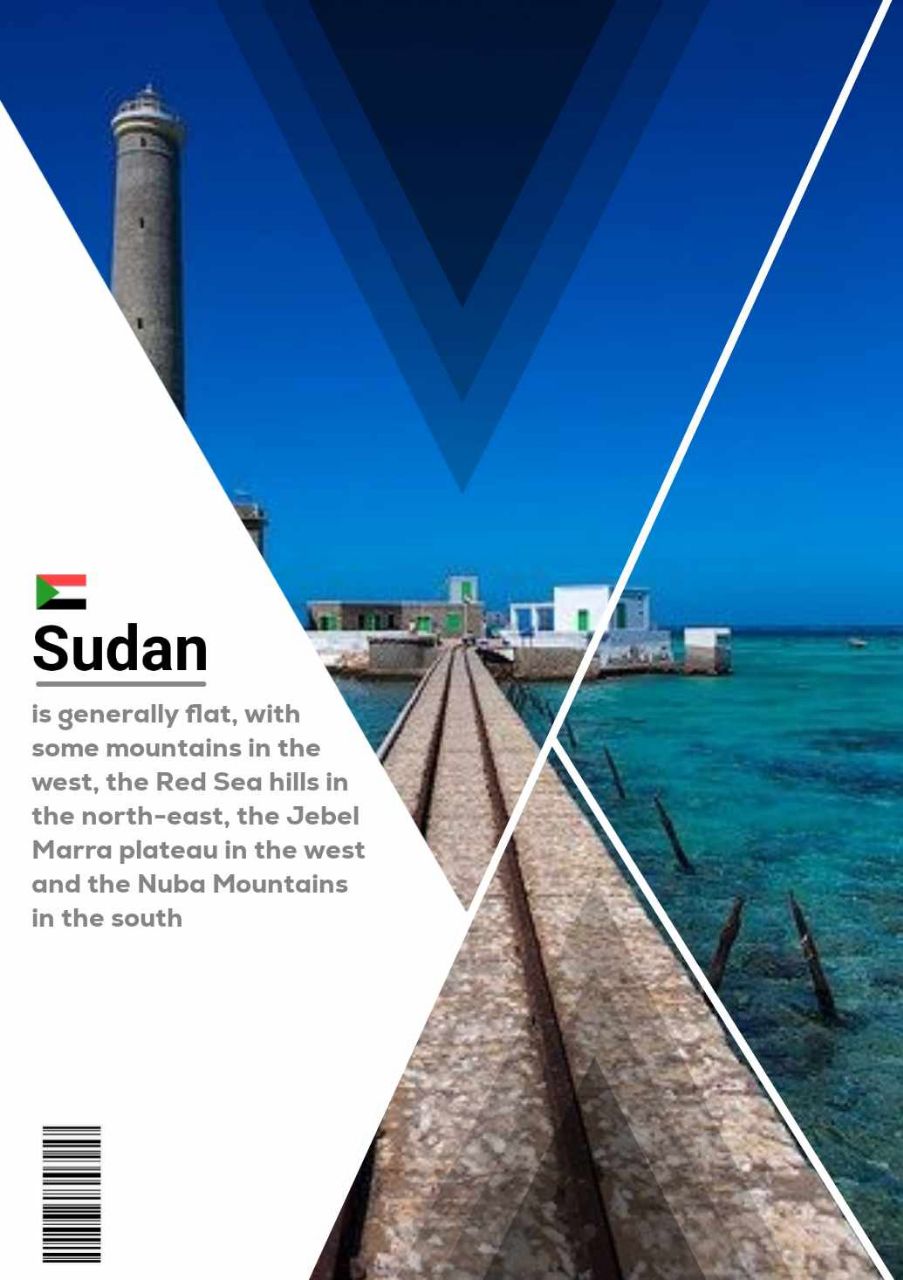 Sudan
is generally flat, with
some mountains in the
west, the Red Sea hills in
the north-east, the Jebel
Marra plateau in the west
and the Nuba Mountains
in the south